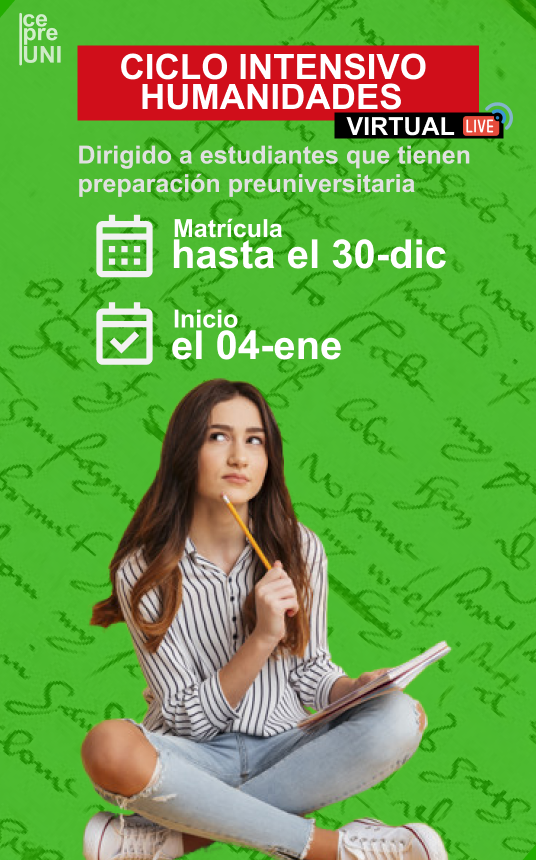 ce
pre
UNI
CICLO INTENSIVO
HUMANIDADES
VIRTUAL LIVE
Dirigido a estudiantes que tienen
preparación preuniversitaria
Matrícula
hasta el 30-dic
Inicio
el 04-ene